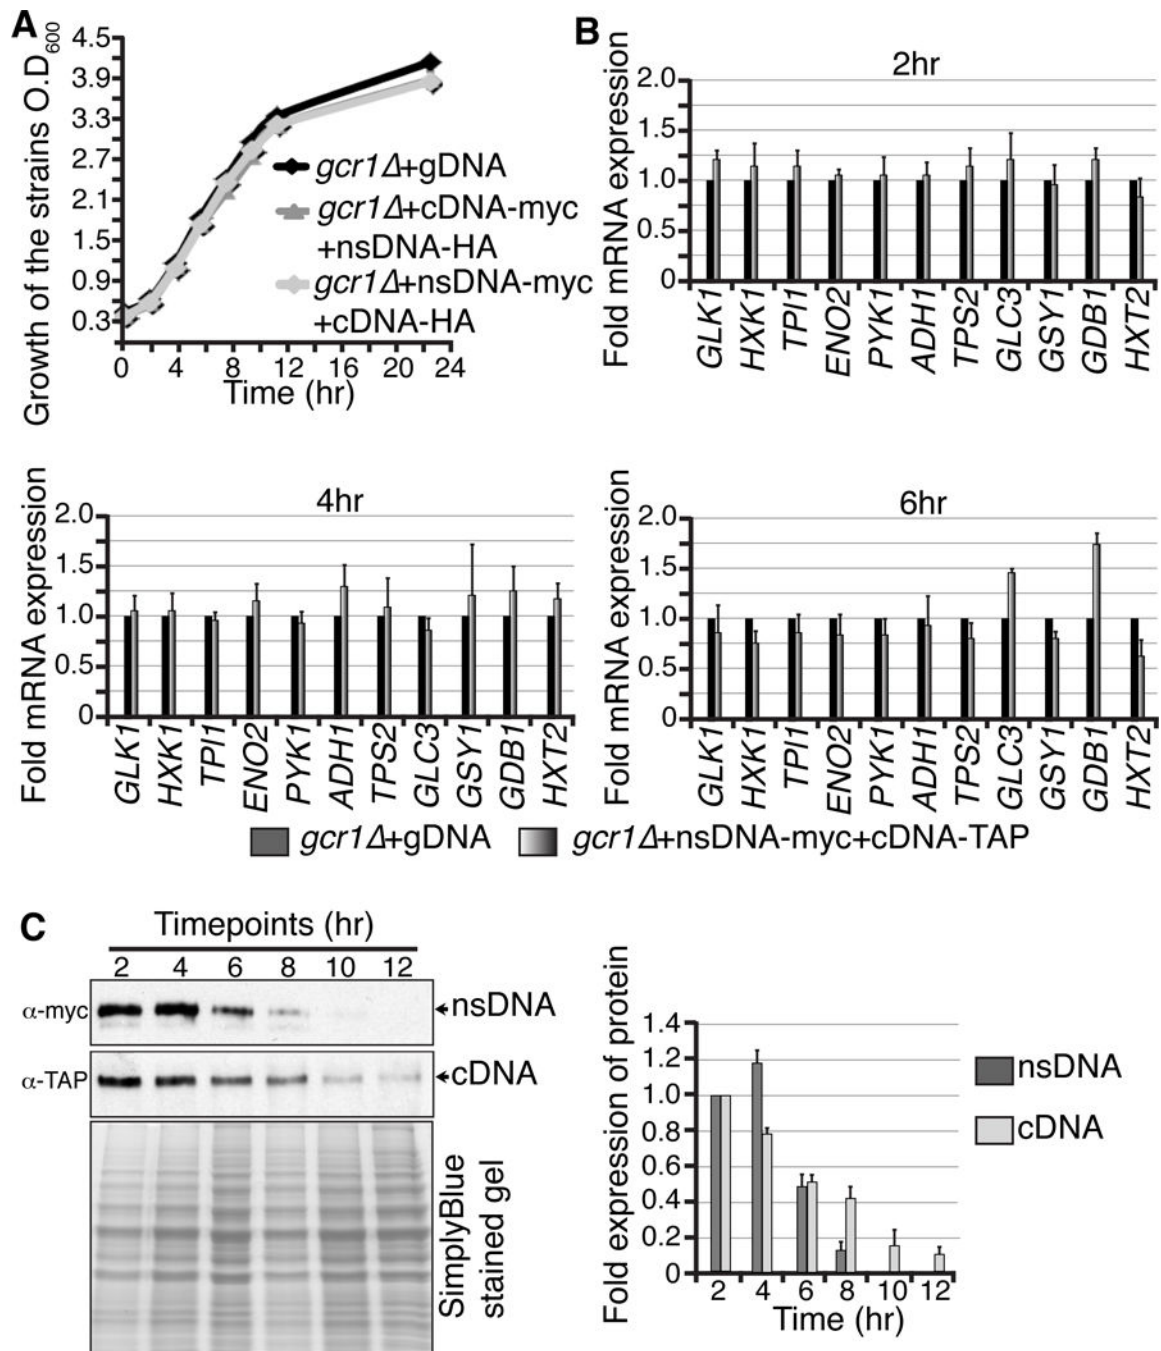 A
Growth of the strains O.D600
4.5
3.9
3.3
2.7
2.1
1.5
0.9
0.3
0 4 8 12 16 20 24
Time (hr)
gcr1Δ+gDNA
gcr1Δ+cDNA-myc
+nsDNA-HA
gcr1Δ+nsDNA-myc
+cDNA-HA
B
2hr
Fold mRNA expression
2.0
1.5
1.0
0.5
0
GLK1 HXK1 TPI1 ENO2 PYK1 ADH1 TPS2 GLC3 GSY1 GDB1 HXT2
4hr
Fold mRNA expression
2.0
1.5
1.0
0.5
0
GLK1 HXK1 TPI1 ENO2 PYK1 ADH1 TPS2 GLC3 GSY1 GDB1 HXT2
6hr
Fold mRNA expression
2.0
1.5
1.0
0.5
0
GLK1 HXK1 TPI1 ENO2 PYK1 ADH1 TPS2 GLC3 GSY1 GDB1 HXT2
gcr1Δ+gDNA gcr1Δ+nsDNA-myc+cDNA-TAP
C
Timepoints (hr)
2 4 6 8 10 12
α-myc nsDNA
α-TAP cDNA
SimplyBlue
stained gel
Fold expression of protein
1.4
1.2
1.0
0.8
0.6
0.4
0.2
0
2 4 6 8 10 12
Time (hr)
nsDNA
cDNA